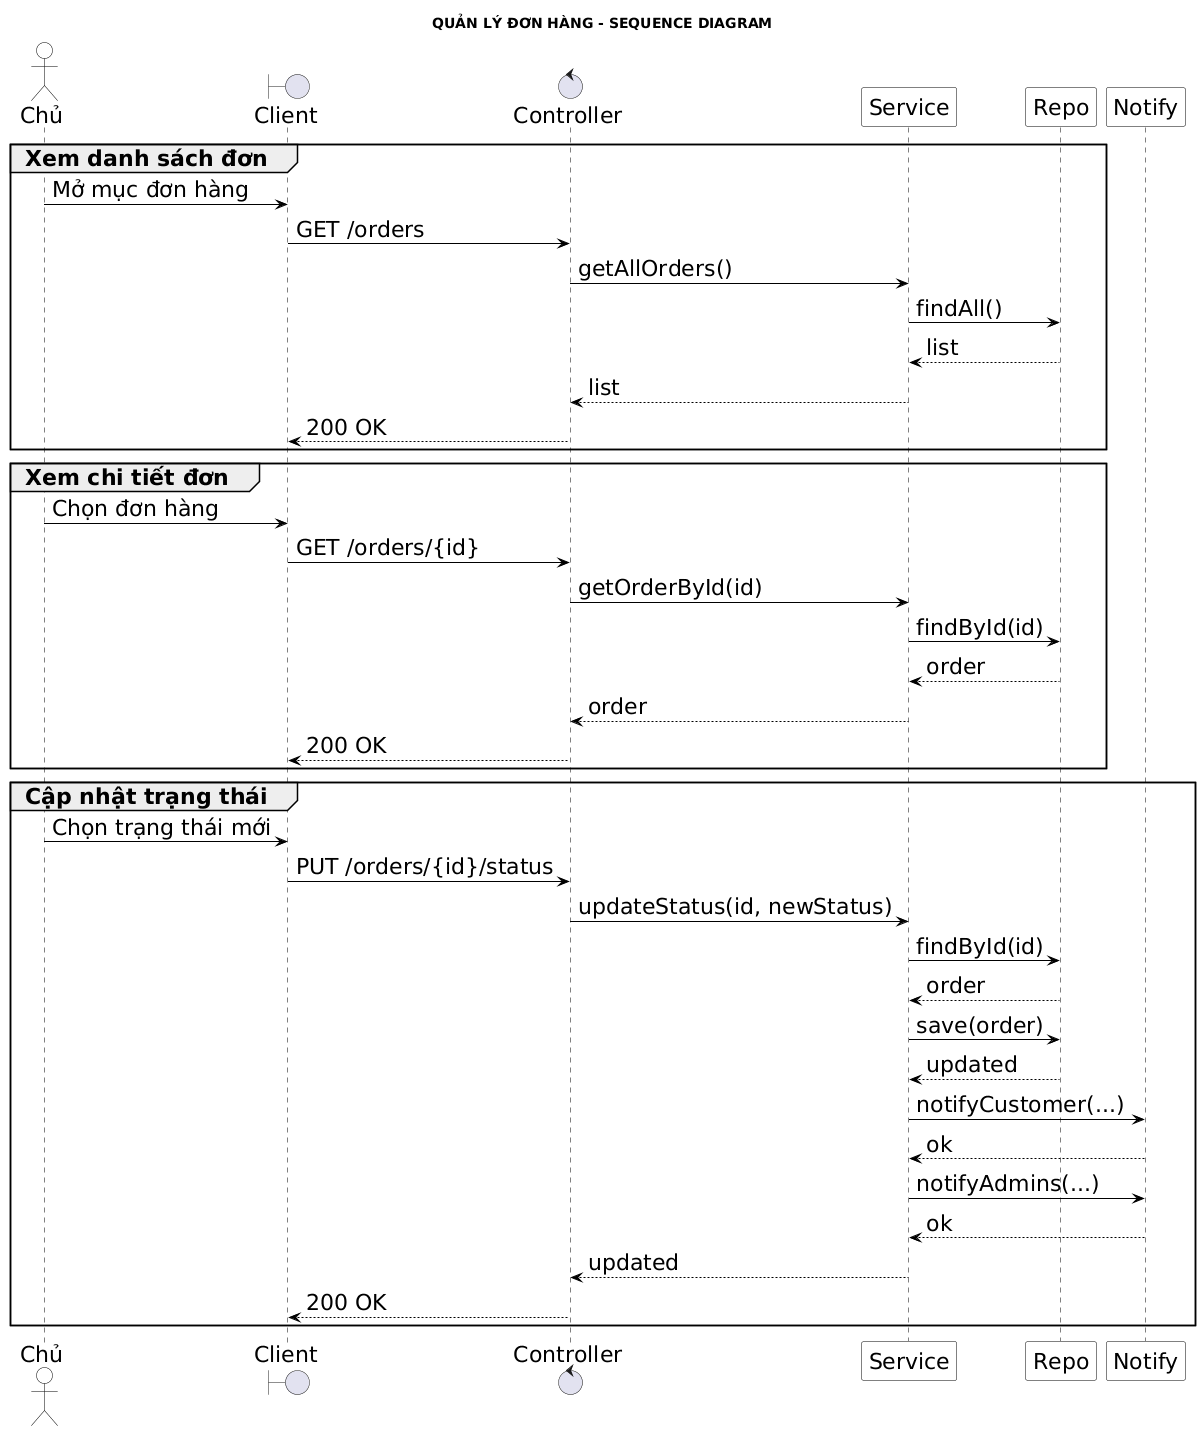 QUẢN LÝ ĐƠN HÀNG - SEQUENCE DIAGRAM
Chủ
Client
Controller
Service
Repo
Notify
Xem danh sách đơn
Mở mục đơn hàng
GET /orders
getAllOrders()
findAll()
list
list
200 OK
Xem chi tiết đơn
Chọn đơn hàng
GET /orders/{id}
getOrderById(id)
findById(id)
order
order
200 OK
Cập nhật trạng thái
Chọn trạng thái mới
PUT /orders/{id}/status
updateStatus(id, newStatus)
findById(id)
order
save(order)
updated
notifyCustomer(...)
ok
notifyAdmins(...)
ok
updated
200 OK
Chủ
Client
Controller
Service
Repo
Notify